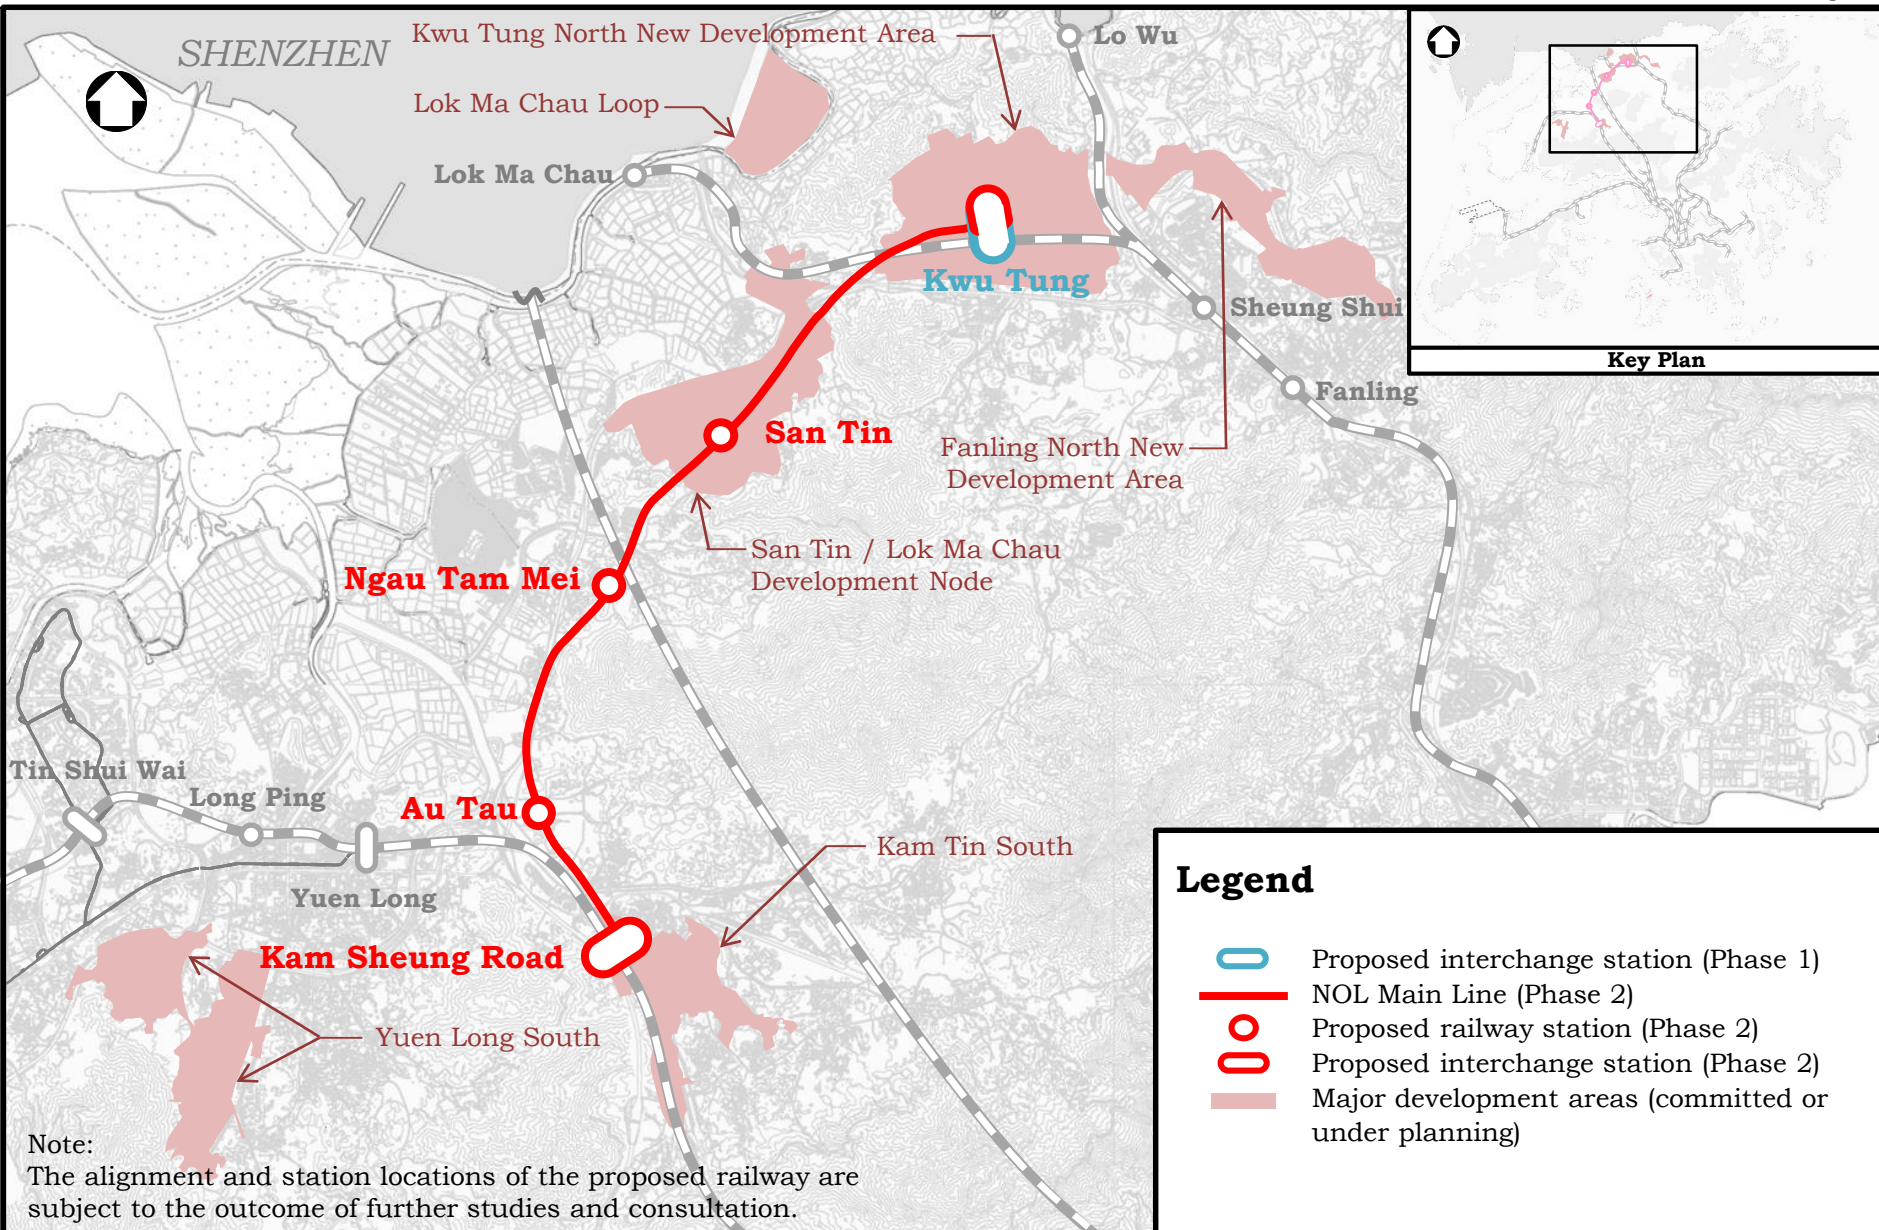 SHENZHEN
Kwu Tung North New Development Area
Lo Wu
Lok Ma Chau Loop
Lok Ma Chau
Kwu Tung
Sheung Shui
Key Plan
Fanling
San Tin
Fanling North New
Development Area
San Tin / Lok Ma Chau
Development Node
Ngau Tam Mei
Tin Shui Wai
Long Ping
Au Tau
Kam Tin South
Yuen Long
Kam Sheung Road
Yuen Long South
Legend
Proposed interchange station (Phase 1)
NOL Main Line (Phase 2)
Proposed railway station (Phase 2)
Proposed interchange station (Phase 2)
Major development areas (committed or
under planning)
Note:
The alignment and station locations of the proposed railway are
subject to the outcome of further studies and consultation.